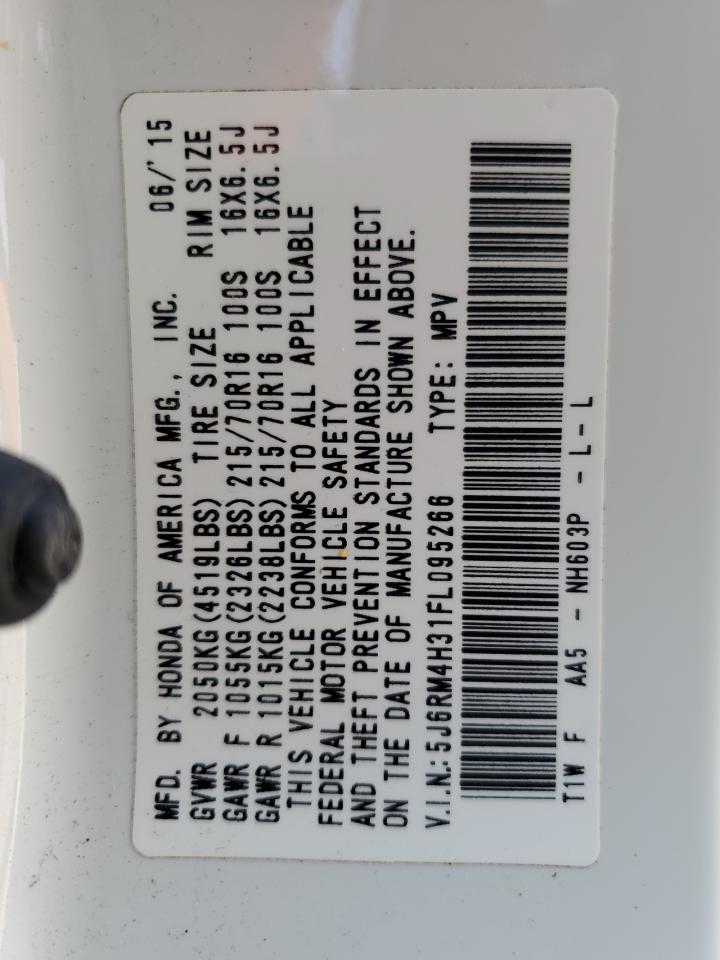 MFD. BY HONDA OF AMERICA MFG., INC. 06/'15
GVWR 2050KG(4519LBS) TIRE SIZE RIM SIZE
GAWR F 1055KG(2326LBS) 215/70R16 100S 16X6.5J
GAWR R 1015KG(2238LBS) 215/70R16 100S 16X6.5J
THIS VEHICLE CONFORMS TO ALL APPLICABLE
FEDERAL MOTOR VEHICLE SAFETY
AND THEFT PREVENTION STANDARDS IN EFFECT
ON THE DATE OF MANUFACTURE SHOWN ABOVE.
V.I.N.:5J6RM4H31FL095266 TYPE: MPV
T1W F AA5 - NH603P - L-L